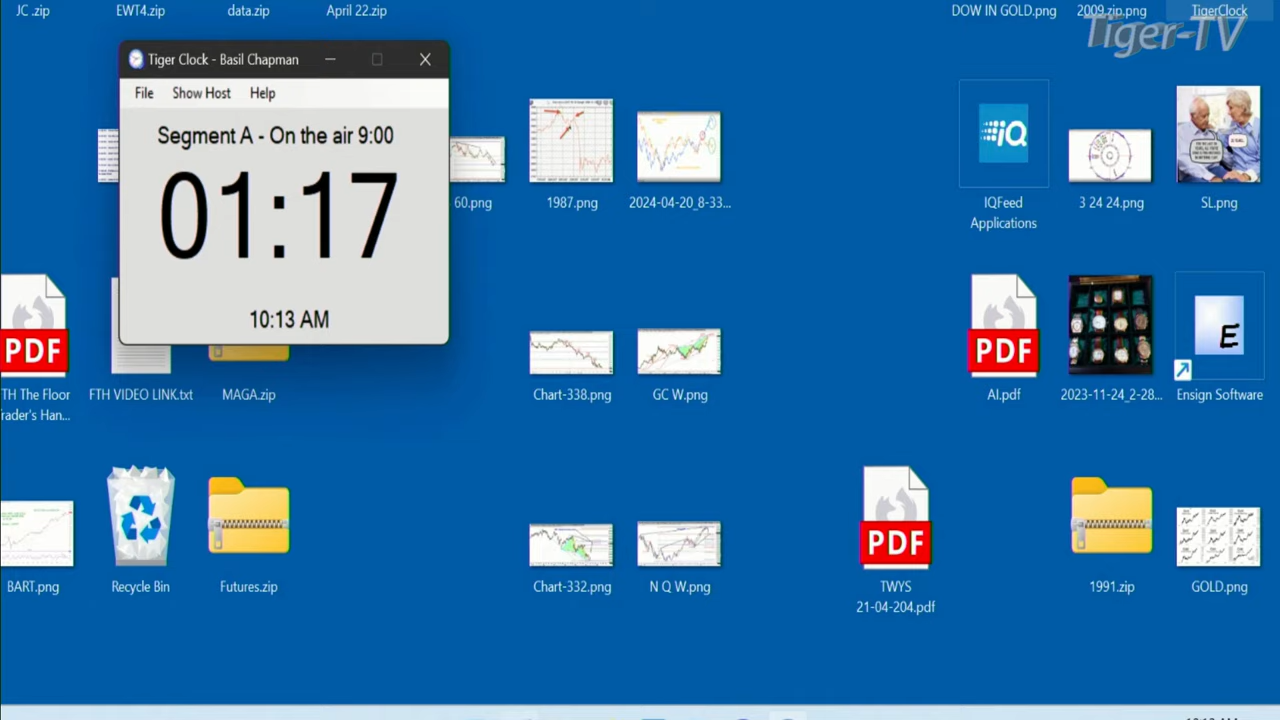 JC .zip
EWT4.zip
data.zip
April 22.zip
DOW IN GOLD.png
2009.zip.png
TigerClock
Tiger-TV
Tiger Clock - Basil Chapman
File
Show Host
Help
Segment A - On the air 9:00
01:17
10:13 AM
60.png
1987.png
2024-04-20_8-33...
iQ
IQFeed
Applications
3 24 24.png
SL.png
PDF
TH The Floor
rader's Han...
FTH VIDEO LINK.txt
MAGA.zip
Chart-338.png
GC W.png
PDF
AI.pdf
2023-11-24_2-28...
E
Ensign Software
BART.png
Recycle Bin
Futures.zip
Chart-332.png
N Q W.png
PDF
TWYS
21-04-204.pdf
1991.zip
GOLD.png